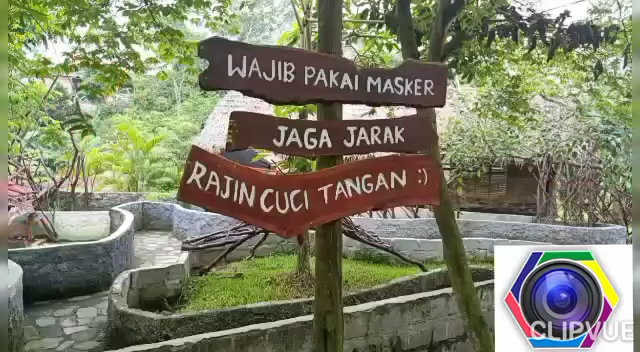 WAJIB PAKAI MASKER
JAGA JARAK
RAJIN CUCI TANGAN :)
CLIPVUE